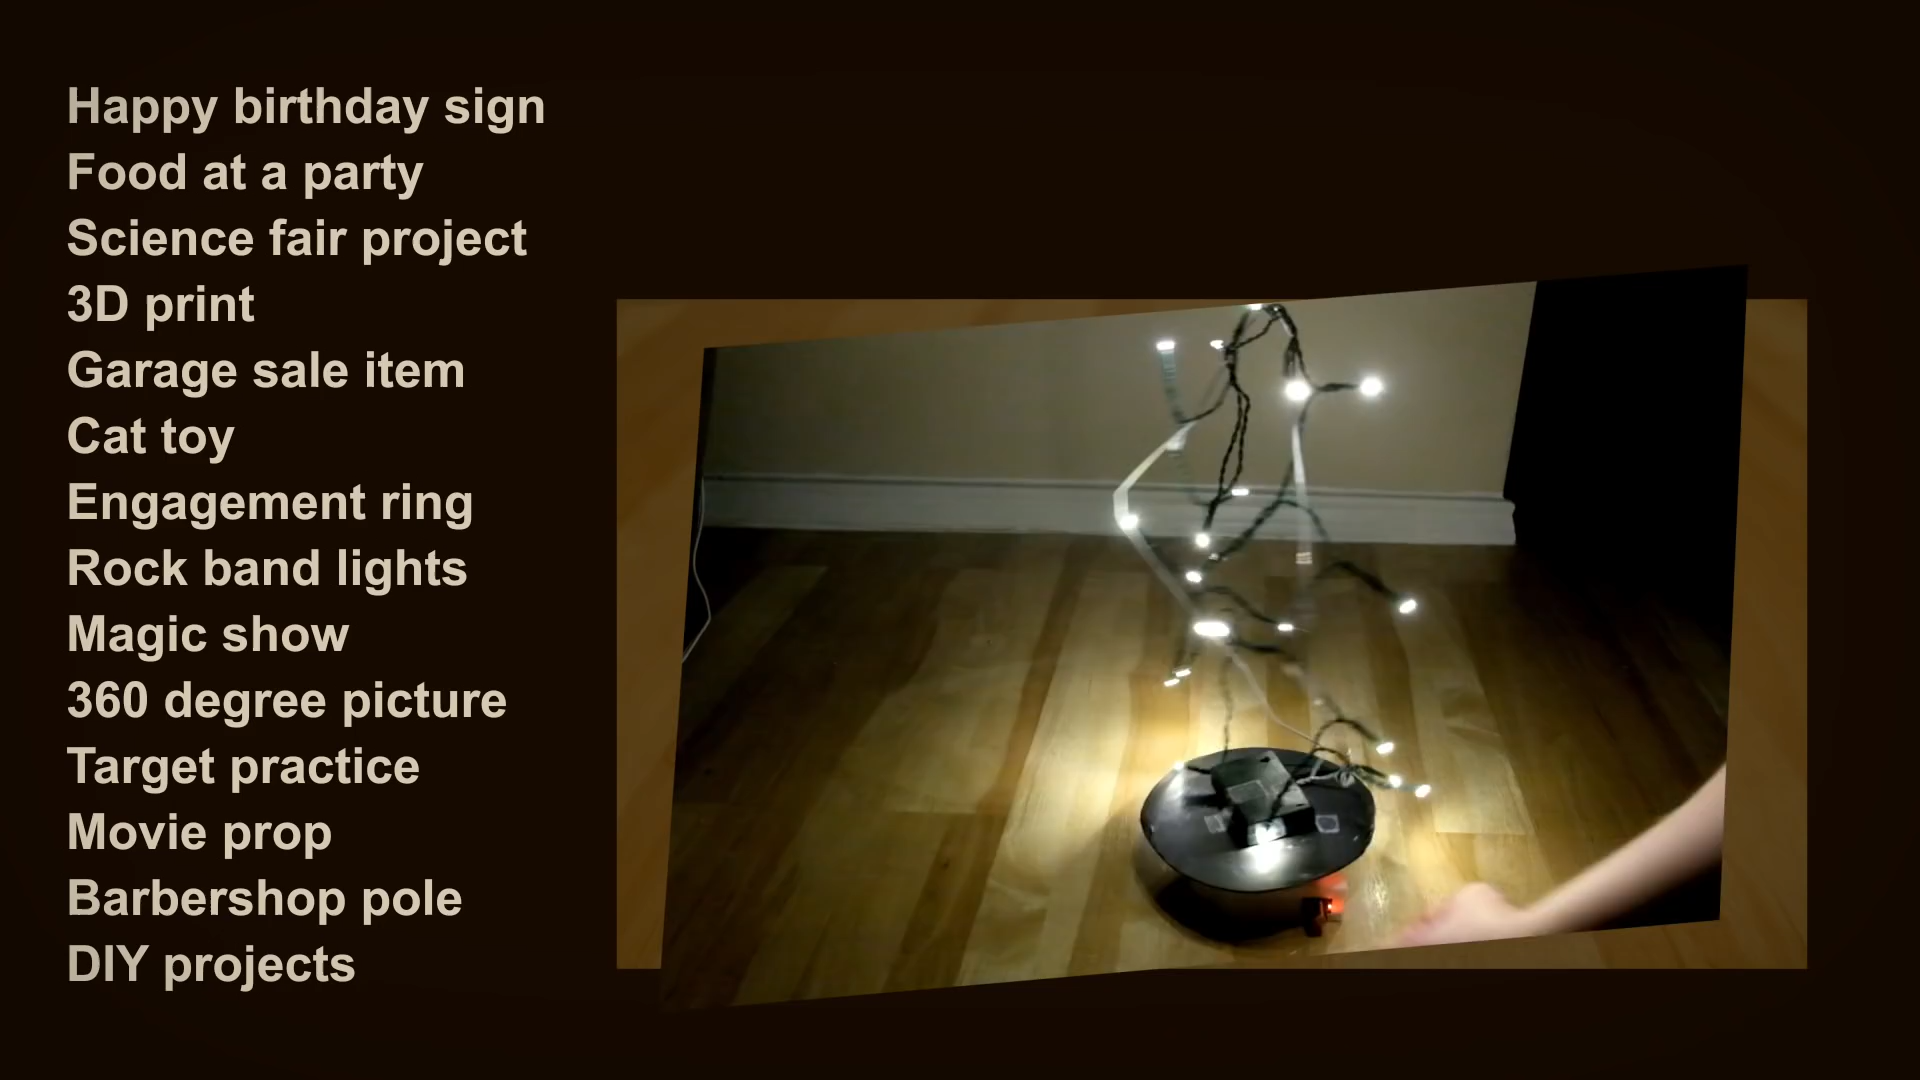 Happy birthday sign
Food at a party
Science fair project
3D print
Garage sale item
Cat toy
Engagement ring
Rock band lights
Magic show
360 degree picture
Target practice
Movie prop
Barbershop pole
DIY projects